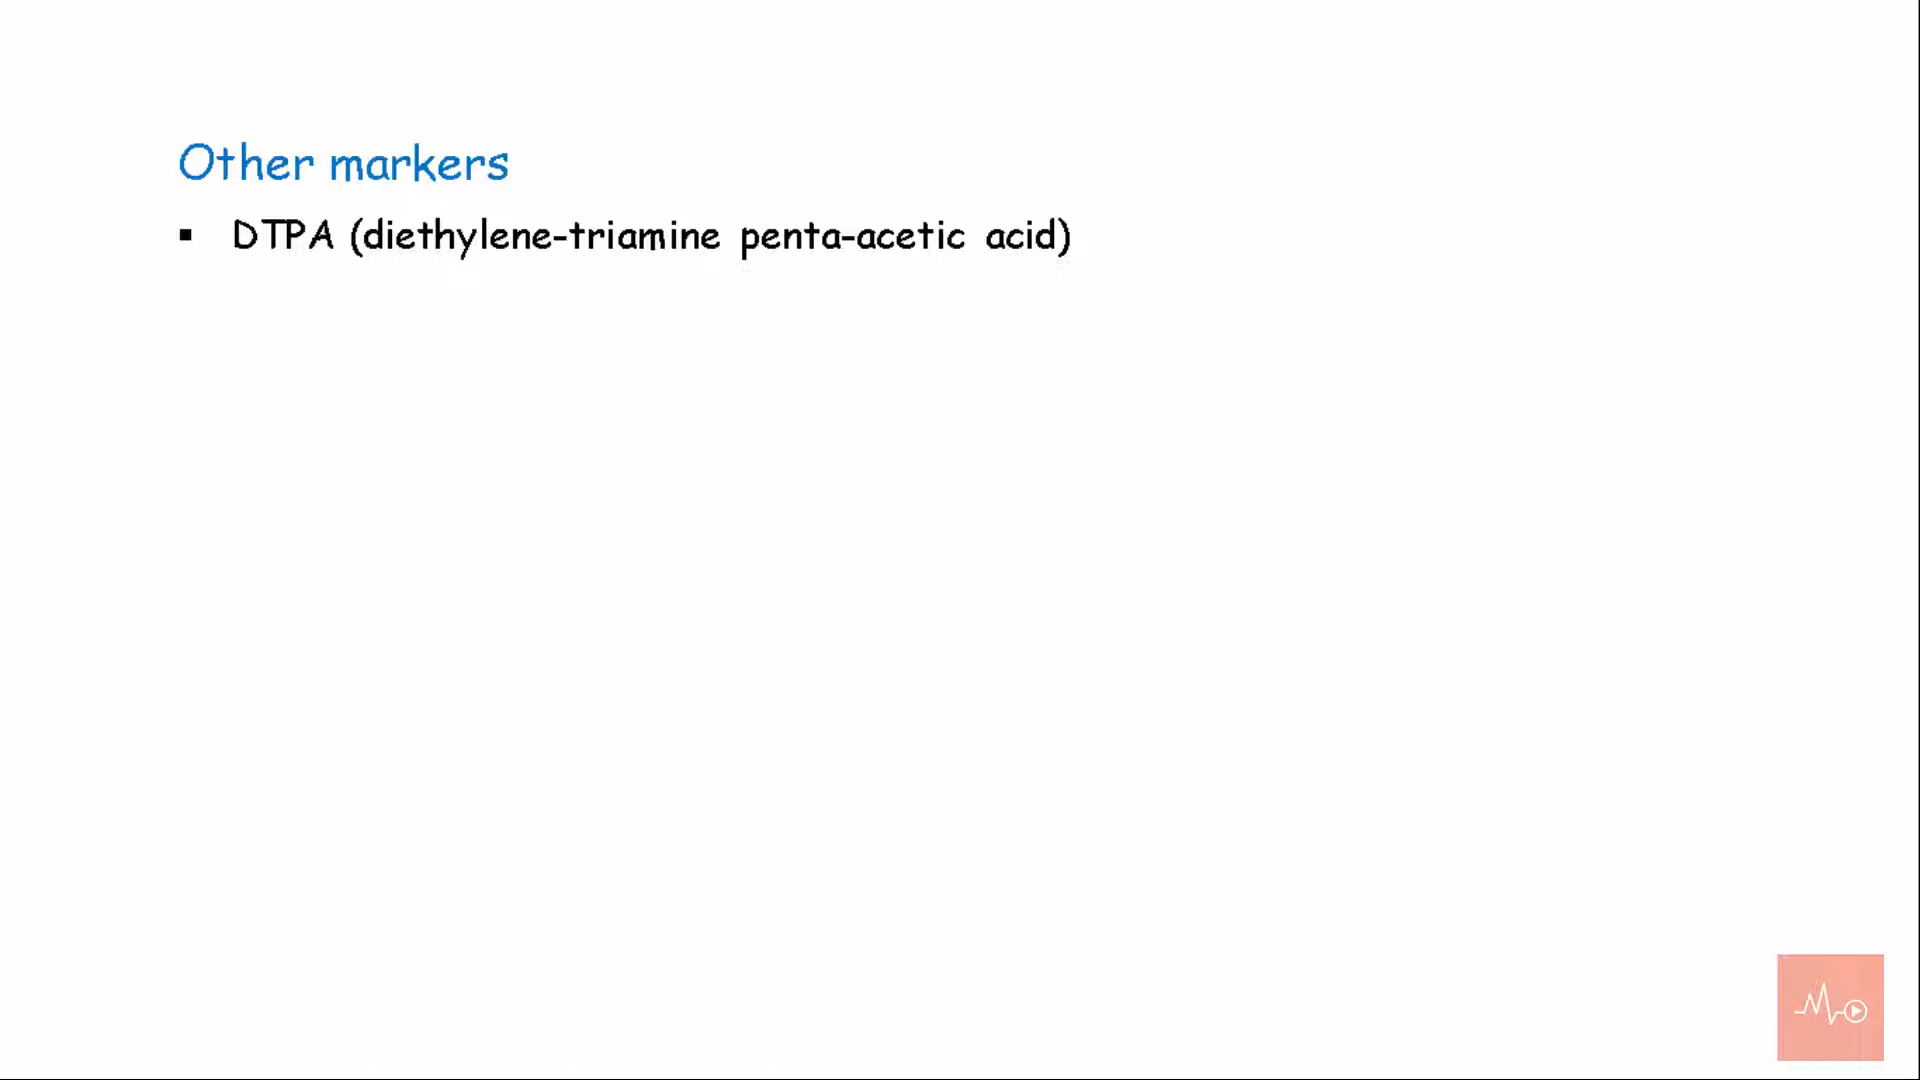 Other markers
▪ DTPA (diethylene-triamine penta-acetic acid)